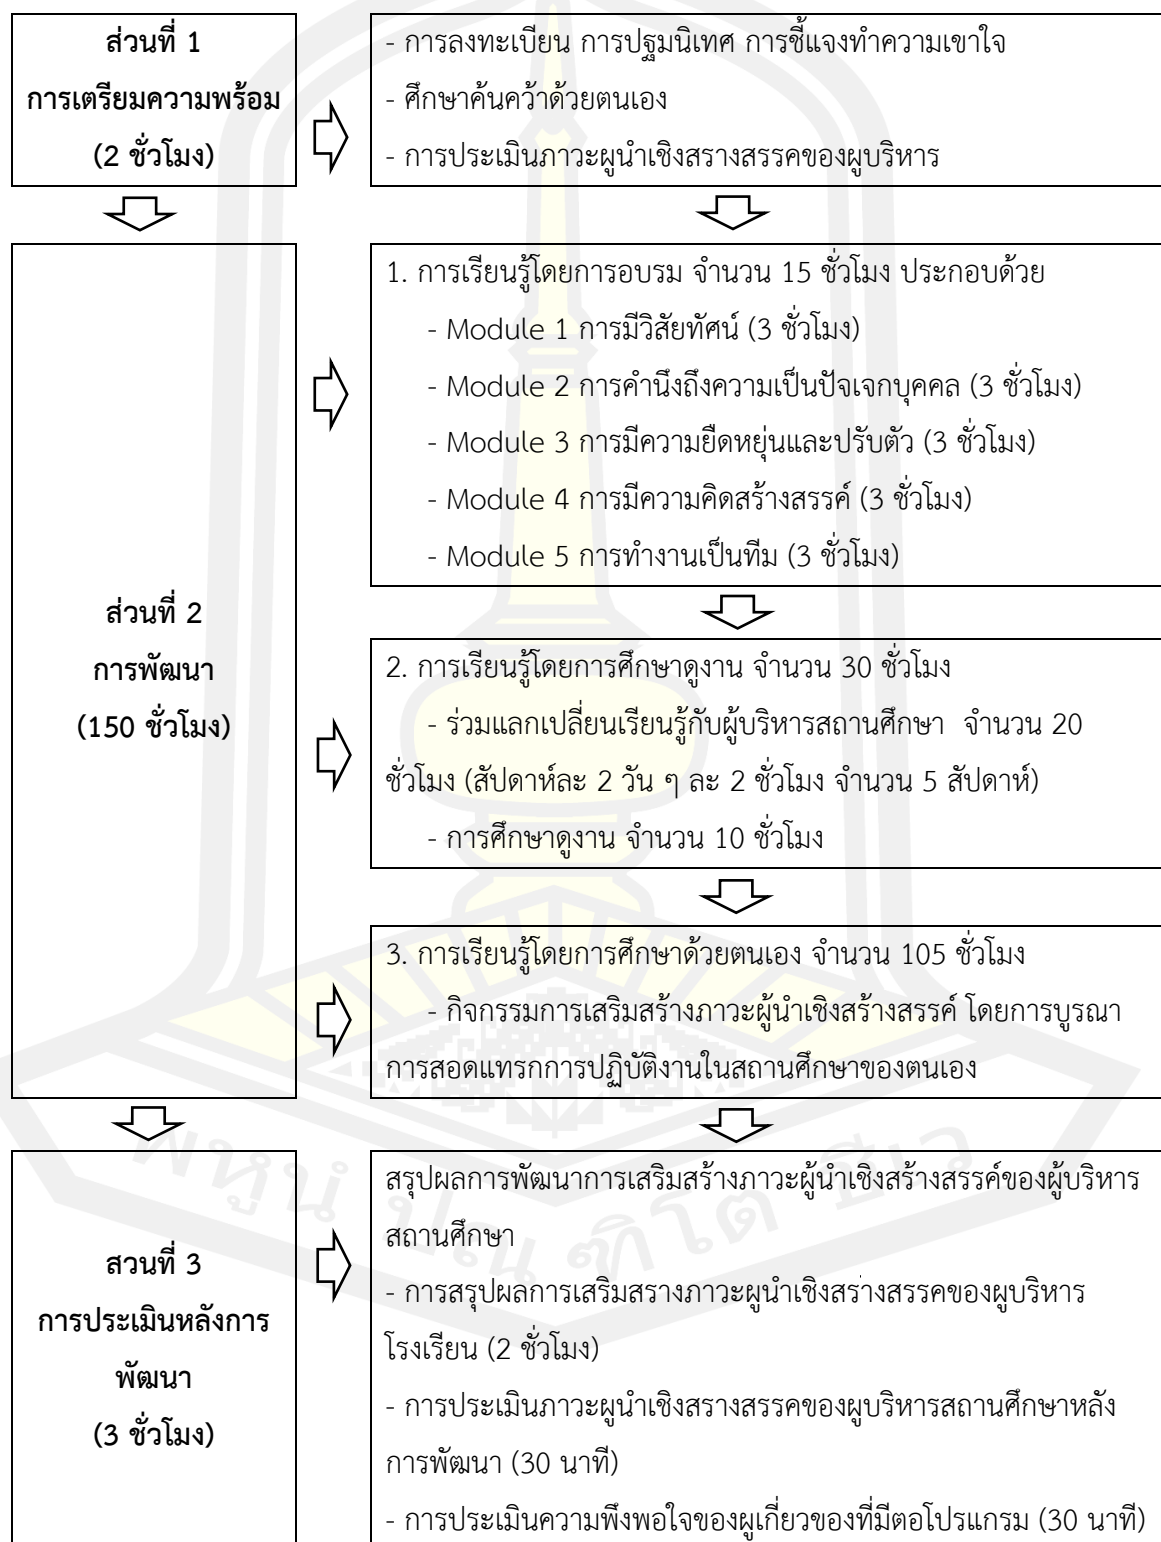 ส่วนที่ 1
การเตรียมความพร้อม
(2 ชั่วโมง)
- การลงทะเบียน การปฐมนิเทศ การชี้แจงทำความเขาใจ
- ศึกษาค้นคว้าด้วยตนเอง
- การประเมินภาวะผูนำเชิงสรางสรรคของผูบริหาร
ส่วนที่ 2
การพัฒนา
(150 ชั่วโมง)
1. การเรียนรู้โดยการอบรม จำนวน 15 ชั่วโมง ประกอบด้วย
- Module 1 การมีวิสัยทัศน์ (3 ชั่วโมง)
- Module 2 การคำนึงถึงความเป็นปัจเจกบุคคล (3 ชั่วโมง)
- Module 3 การมีความยืดหยุ่นและปรับตัว (3 ชั่วโมง)
- Module 4 การมีความคิดสร้างสรรค์ (3 ชั่วโมง)
- Module 5 การทำงานเป็นทีม (3 ชั่วโมง)
2. การเรียนรู้โดยการศึกษาดูงาน จำนวน 30 ชั่วโมง
- ร่วมแลกเปลี่ยนเรียนรู้กับผู้บริหารสถานศึกษา จำนวน 20
ชั่วโมง (สัปดาห์ละ 2 วัน ๆ ละ 2 ชั่วโมง จำนวน 5 สัปดาห์)
- การศึกษาดูงาน จำนวน 10 ชั่วโมง
3. การเรียนรู้โดยการศึกษาด้วยตนเอง จำนวน 105 ชั่วโมง
- กิจกรรมการเสริมสร้างภาวะผู้นำเชิงสร้างสรรค์ โดยการบูรณา
การสอดแทรกการปฏิบัติงานในสถานศึกษาของตนเอง
สวนที่ 3
การประเมินหลังการ
พัฒนา
(3 ชั่วโมง)
สรุปผลการพัฒนาการเสริมสร้างภาวะผู้นำเชิงสร้างสรรค์ของผู้บริหาร
สถานศึกษา
- การสรุปผลการเสริมสรางภาวะผูนำเชิงสร่างสรรคของผูบริหาร
โรงเรียน (2 ชั่วโมง)
- การประเมินภาวะผูนำเชิงสรางสรรคของผูบริหารสถานศึกษาหลัง
การพัฒนา (30 นาที)
- การประเมินความพึงพอใจของผูเกี่ยวของที่มีตอโปรแกรม (30 นาที)
พหูนํ ปณฺฑิโต ชีเว